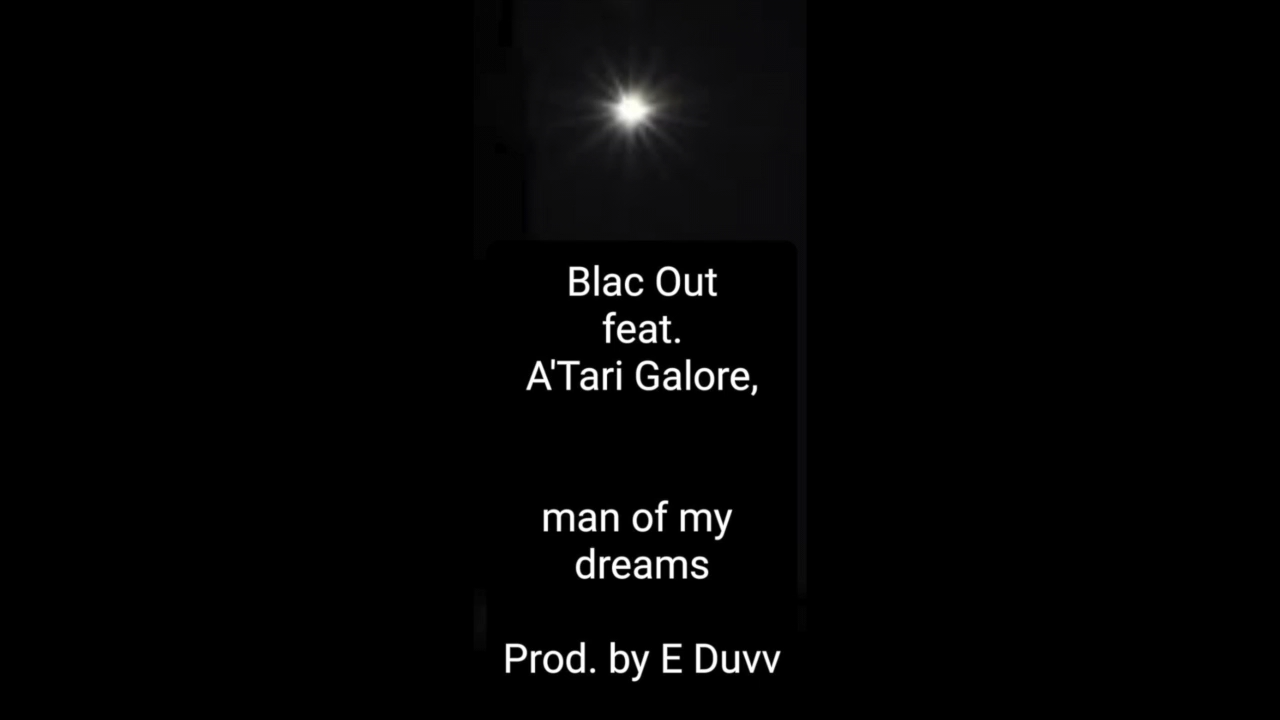 Blac Out
feat.
A'Tari Galore,
man of my
dreams
Prod. by E Duvv